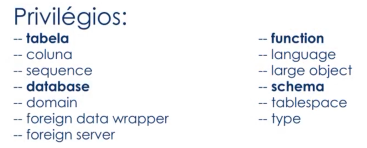 Privilégios:
-- tabela
-- coluna
-- sequence
-- database
-- domain
-- foreign data wrapper
-- foreign server
-- function
-- language
-- large object
-- schema
-- tablespace
-- type